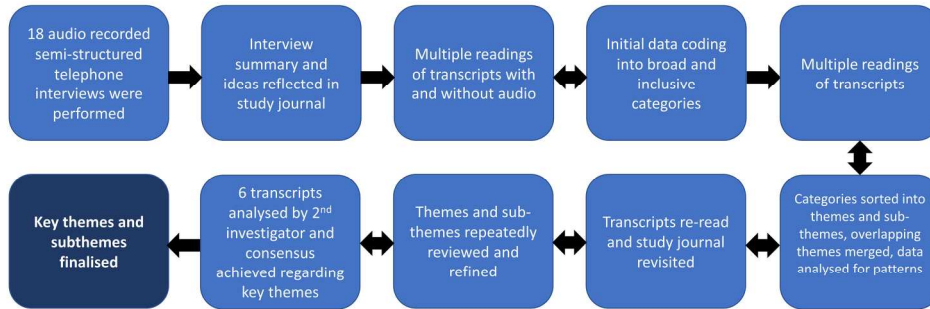 18 audio recorded
semi-structured
telephone
interviews were
performed
Interview
summary and
ideas reflected in
study journal
Multiple readings
of transcripts with
and without audio
Initial data coding
into broad and
inclusive
categories
Multiple readings
of transcripts
Categories sorted into
themes and sub-
themes, overlapping
themes merged, data
analysed for patterns
Transcripts re-read
and study journal
revisited
Themes and sub-
themes repeatedly
reviewed and
refined
6 transcripts
analysed by 2nd
investigator and
consensus
achieved regarding
key themes
Key themes and
subthemes
finalised